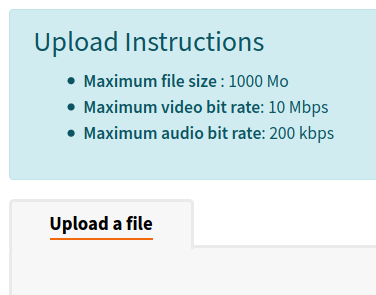 Upload Instructions
Maximum file size : 1000 Mo
Maximum video bit rate: 10 Mbps
Maximum audio bit rate: 200 kbps
Upload a file